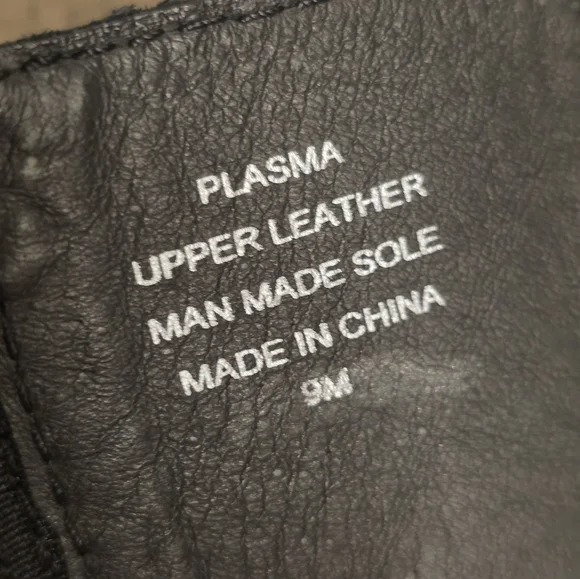 PLASMA
UPPER LEATHER
MAN MADE SOLE
MADE IN CHINA
9M